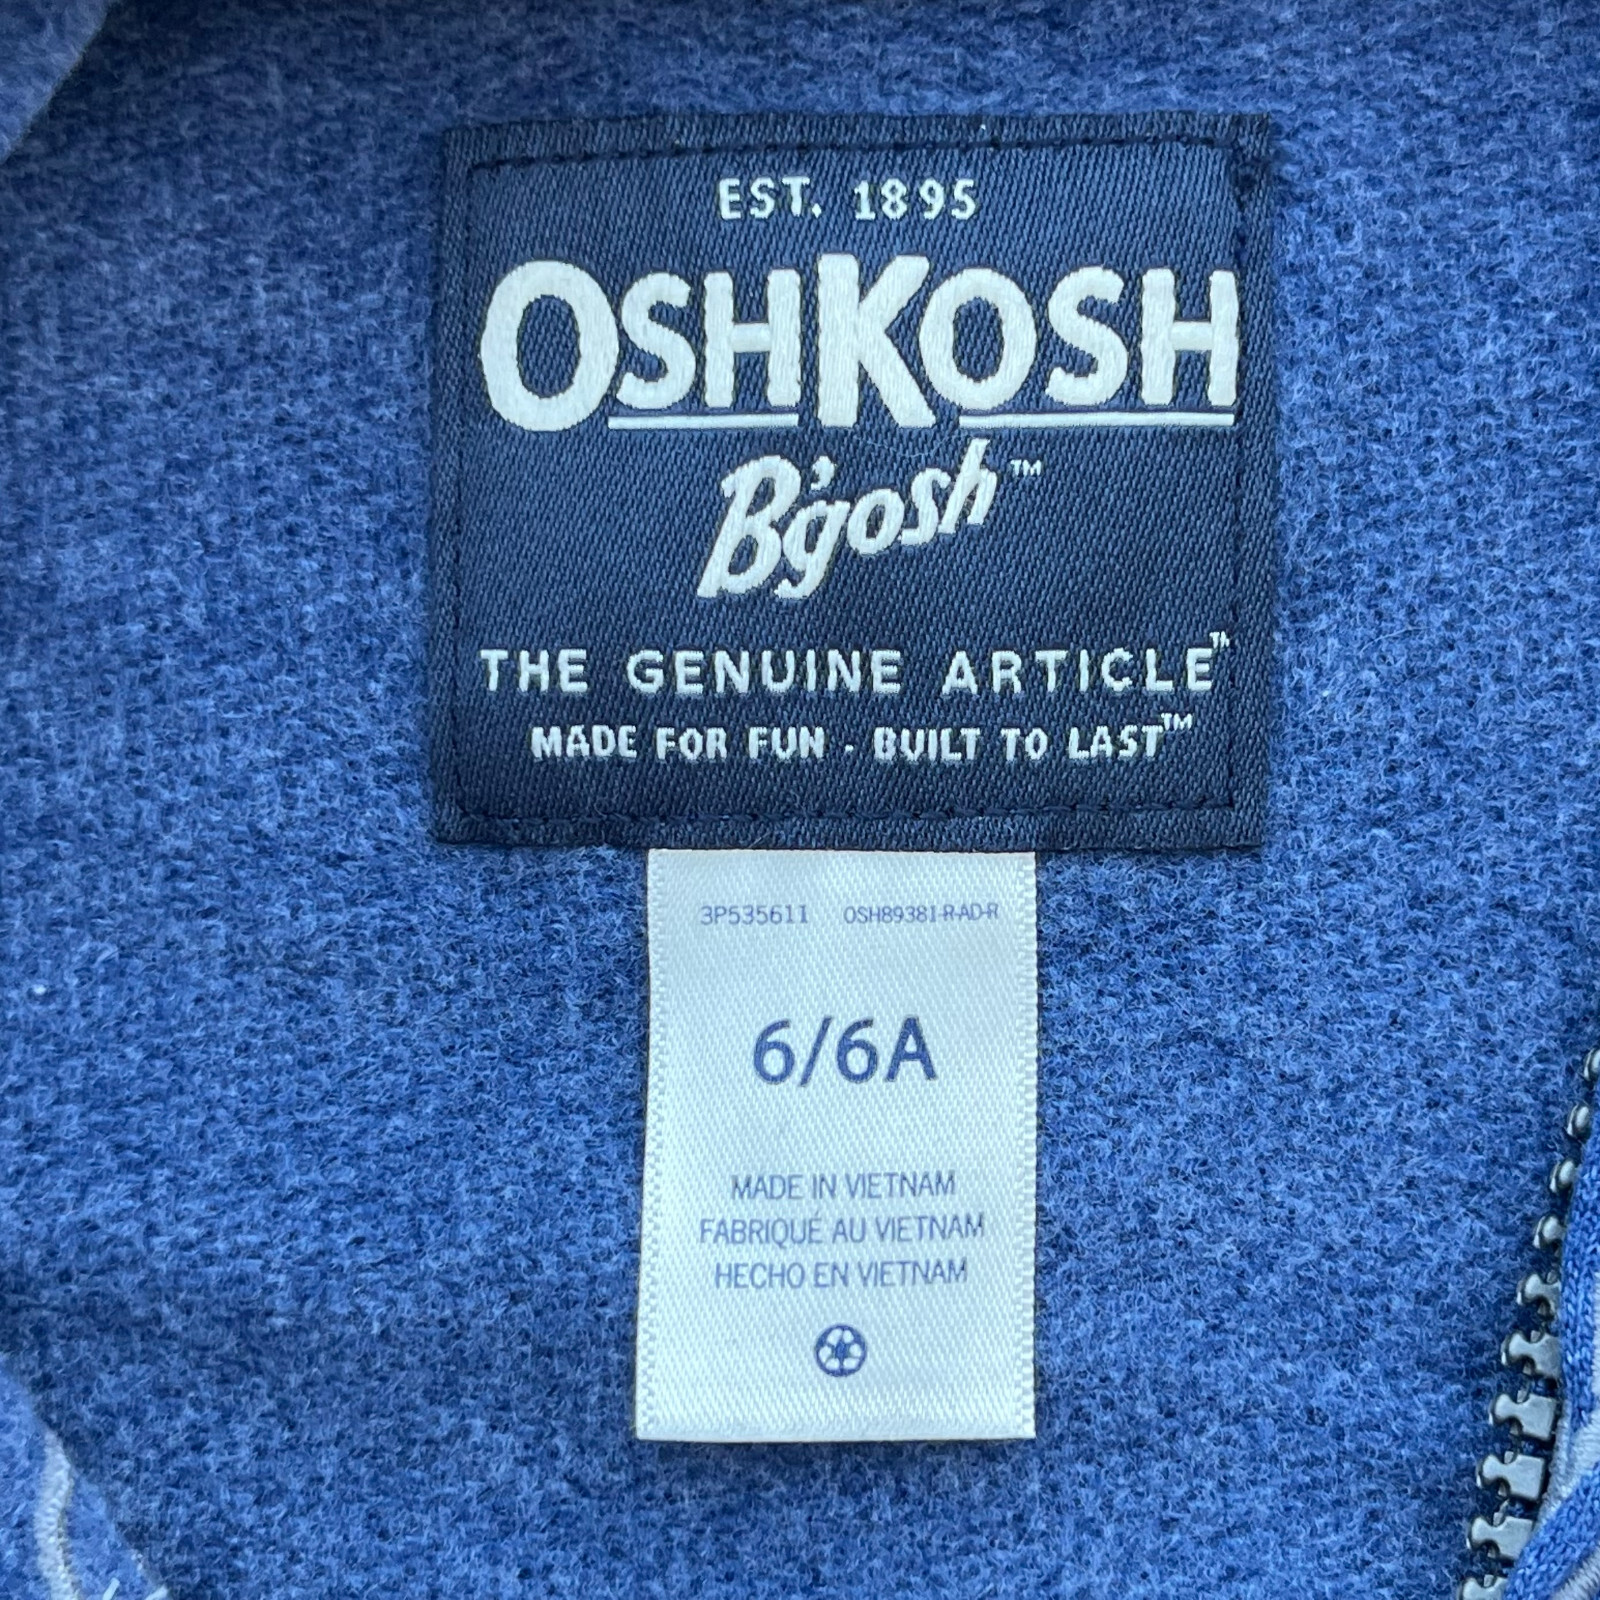 EST. 1895
OSHKOSH
B'gosh™
THE GENUINE ARTICLE™
MADE FOR FUN · BUILT TO LAST™
3P535611 OSH89381-R-AD-R
6/6A
MADE IN VIETNAM
FABRIQUÉ AU VIETNAM
HECHO EN VIETNAM